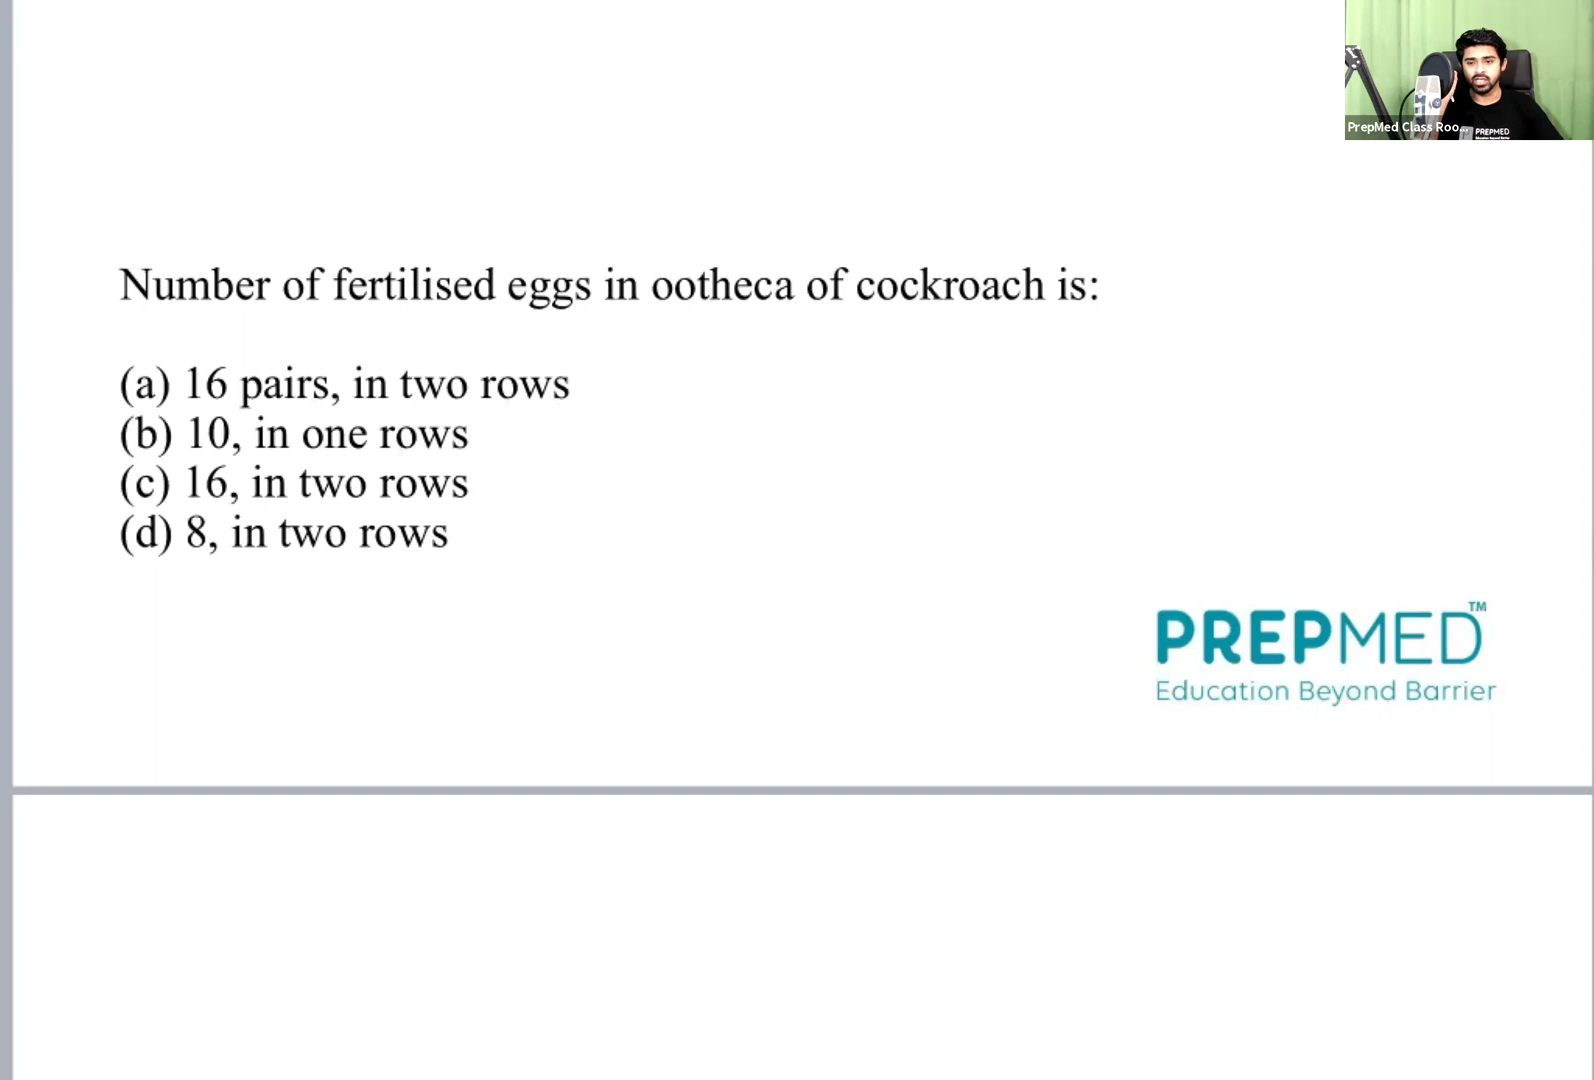 PrepMed Class Roo...
PREPMED
Number of fertilised eggs in ootheca of cockroach is:
(a) 16 pairs, in two rows
(b) 10, in one rows
(c) 16, in two rows
(d) 8, in two rows
PREPMED™
Education Beyond Barrier